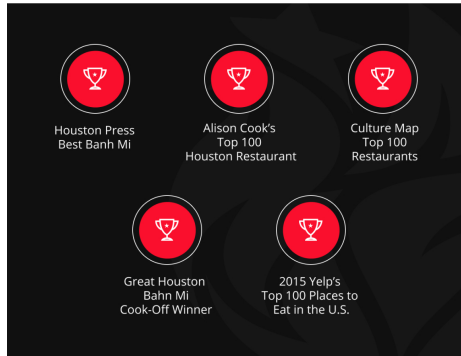 Houston Press
Best Banh Mi
Alison Cook's
Top 100
Houston Restaurant
Culture Map
Top 100
Restaurants
Great Houston
Bahn Mi
Cook-Off Winner
2015 Yelp's
Top 100 Places to
Eat in the U.S.